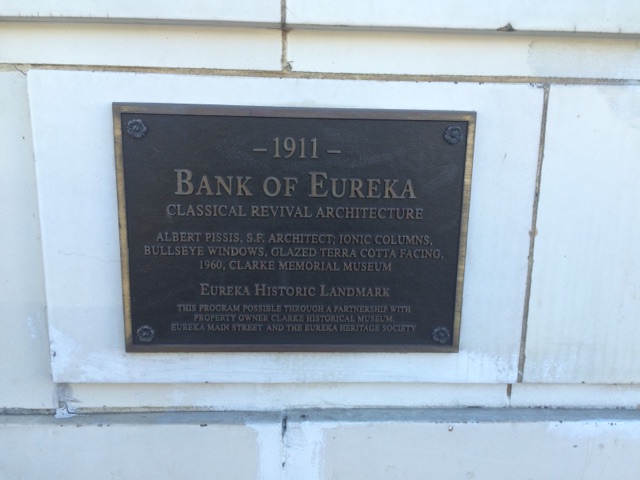 – 1911 –
BANK OF EUREKA
CLASSICAL REVIVAL ARCHITECTURE
ALBERT PISSIS, S.F. ARCHITECT; IONIC COLUMNS,
BULLSEYE WINDOWS, GLAZED TERRA COTTA FACING,
1960, CLARKE MEMORIAL MUSEUM
EUREKA HISTORIC LANDMARK
THIS PROGRAM POSSIBLE THROUGH A PARTNERSHIP WITH
PROPERTY OWNER CLARKE HISTORICAL MUSEUM,
EUREKA MAIN STREET AND THE EUREKA HERITAGE SOCIETY